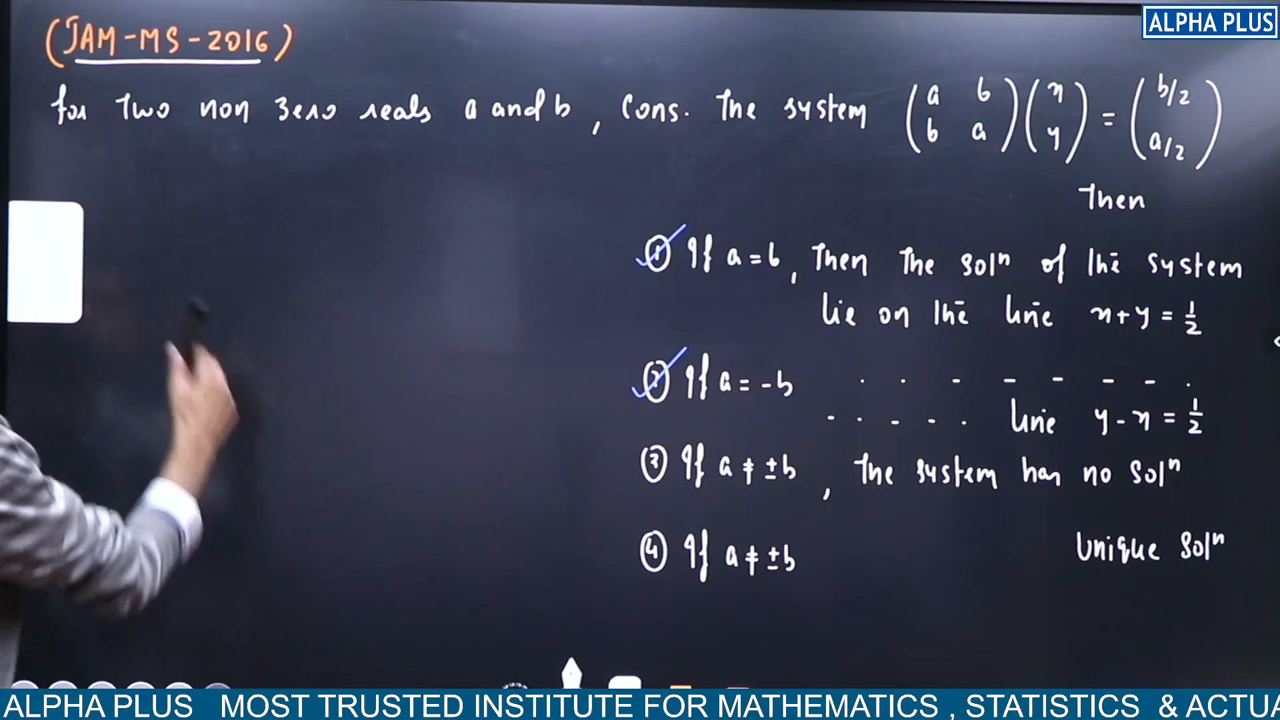 ALPHA PLUS
(JAM-MS-2016)
for Two non zero reals a and b, cons. The system (a b b a)(x y) = (b/2 a/2)
Then
① If a = b, Then the solⁿ of the system
lie on the line x+y = 1/2
② If a = -b . . - - - - - .
- . - . . line y-x = 1/2
③ If a ≠ ±b, The system has no solⁿ
④ If a ≠ ±b unique solⁿ
ALPHA PLUS MOST TRUSTED INSTITUTE FOR MATHEMATICS , STATISTICS & ACTUA